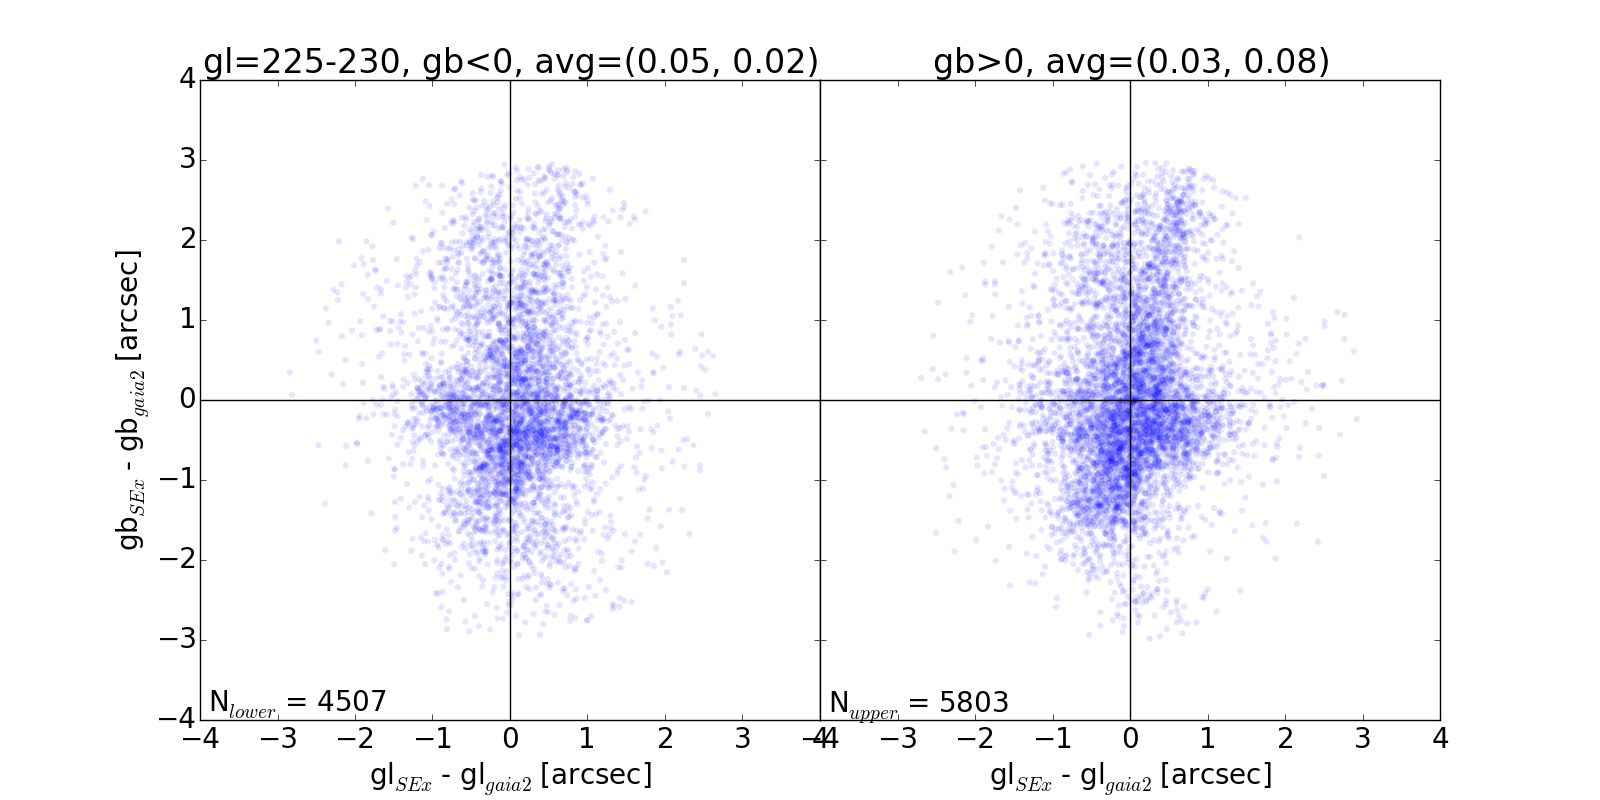 gl=225-230, gb<0, avg=(0.05, 0.02)
gb>0, avg=(0.03, 0.08)
4
3
2
1
0
−1
−2
−3
−4
gb_SEx - gb_gaia2 [arcsec]
N_lower = 4507
N_upper = 5803
−4 −3 −2 −1 0 1 2 3 4
−4 −3 −2 −1 0 1 2 3 4
gl_SEx - gl_gaia2 [arcsec]
gl_SEx - gl_gaia2 [arcsec]